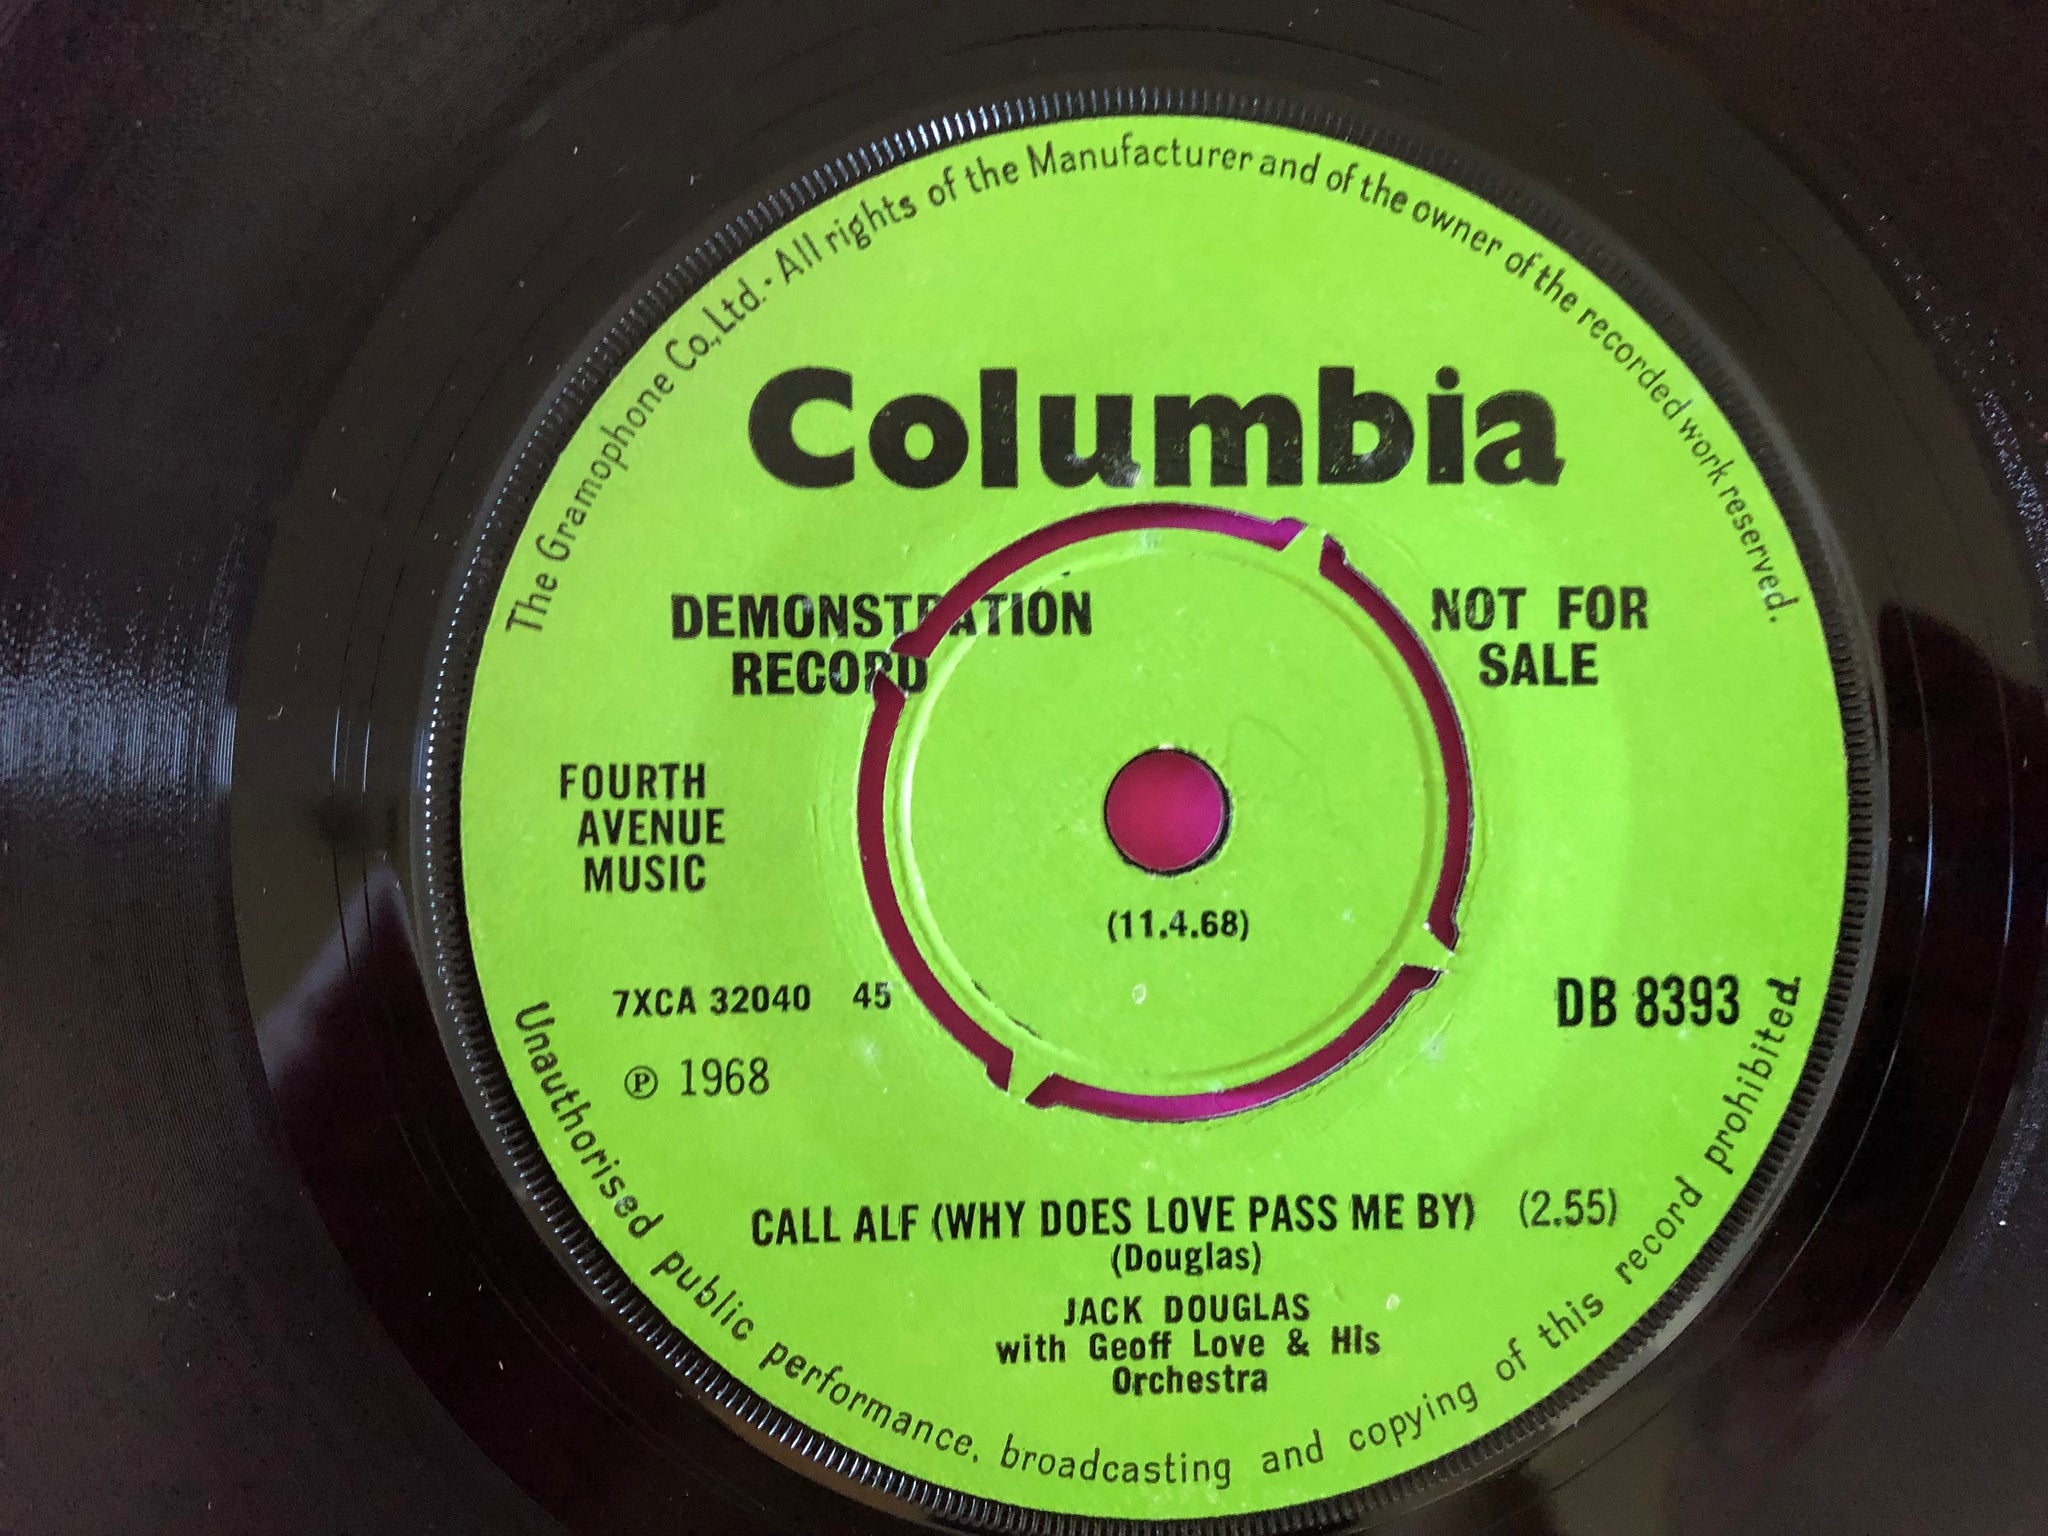 The Gramophone Co., Ltd. · All rights of the Manufacturer and of the owner of the recorded work reserved.
Columbia
DEMONSTRATION
RECORD
NOT FOR
SALE
FOURTH
AVENUE
MUSIC
(11.4.68)
7XCA 32040 45
DB 8393
℗ 1968
CALL ALF (WHY DOES LOVE PASS ME BY) (2.55)
(Douglas)
JACK DOUGLAS
with Geoff Love & His
Orchestra
Unauthorised public performance, broadcasting and copying of this record prohibited.